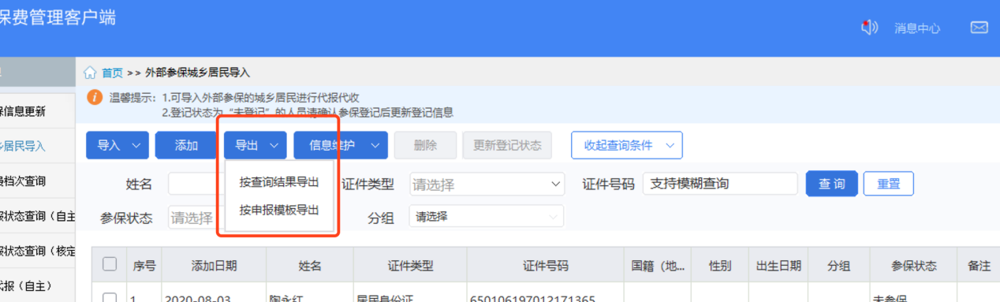 保费管理客户端
消息中心
首页 >> 外部参保城乡居民导入
温馨提示：1.可导入外部参保的城乡居民进行代报代收
2.登记状态为“未登记”的人员请确认参保登记后更新登记信息
保信息更新
乡居民导入
档次查询
状态查询（自主
状态查询（核定
代报（自主）
导入 添加 导出 信息维护 删除 更新登记状态 收起查询条件
按查询结果导出
按申报模板导出
姓名 证件类型 请选择 证件号码 支持模糊查询 查询 重置
参保状态 请选择 分组 请选择
序号 添加日期 姓名 证件类型 证件号码 国籍（地... 性别 出生日期 分组 参保状态 备注
1 2020-08-03 陶永红 居民身份证 650106197012171365 未参保